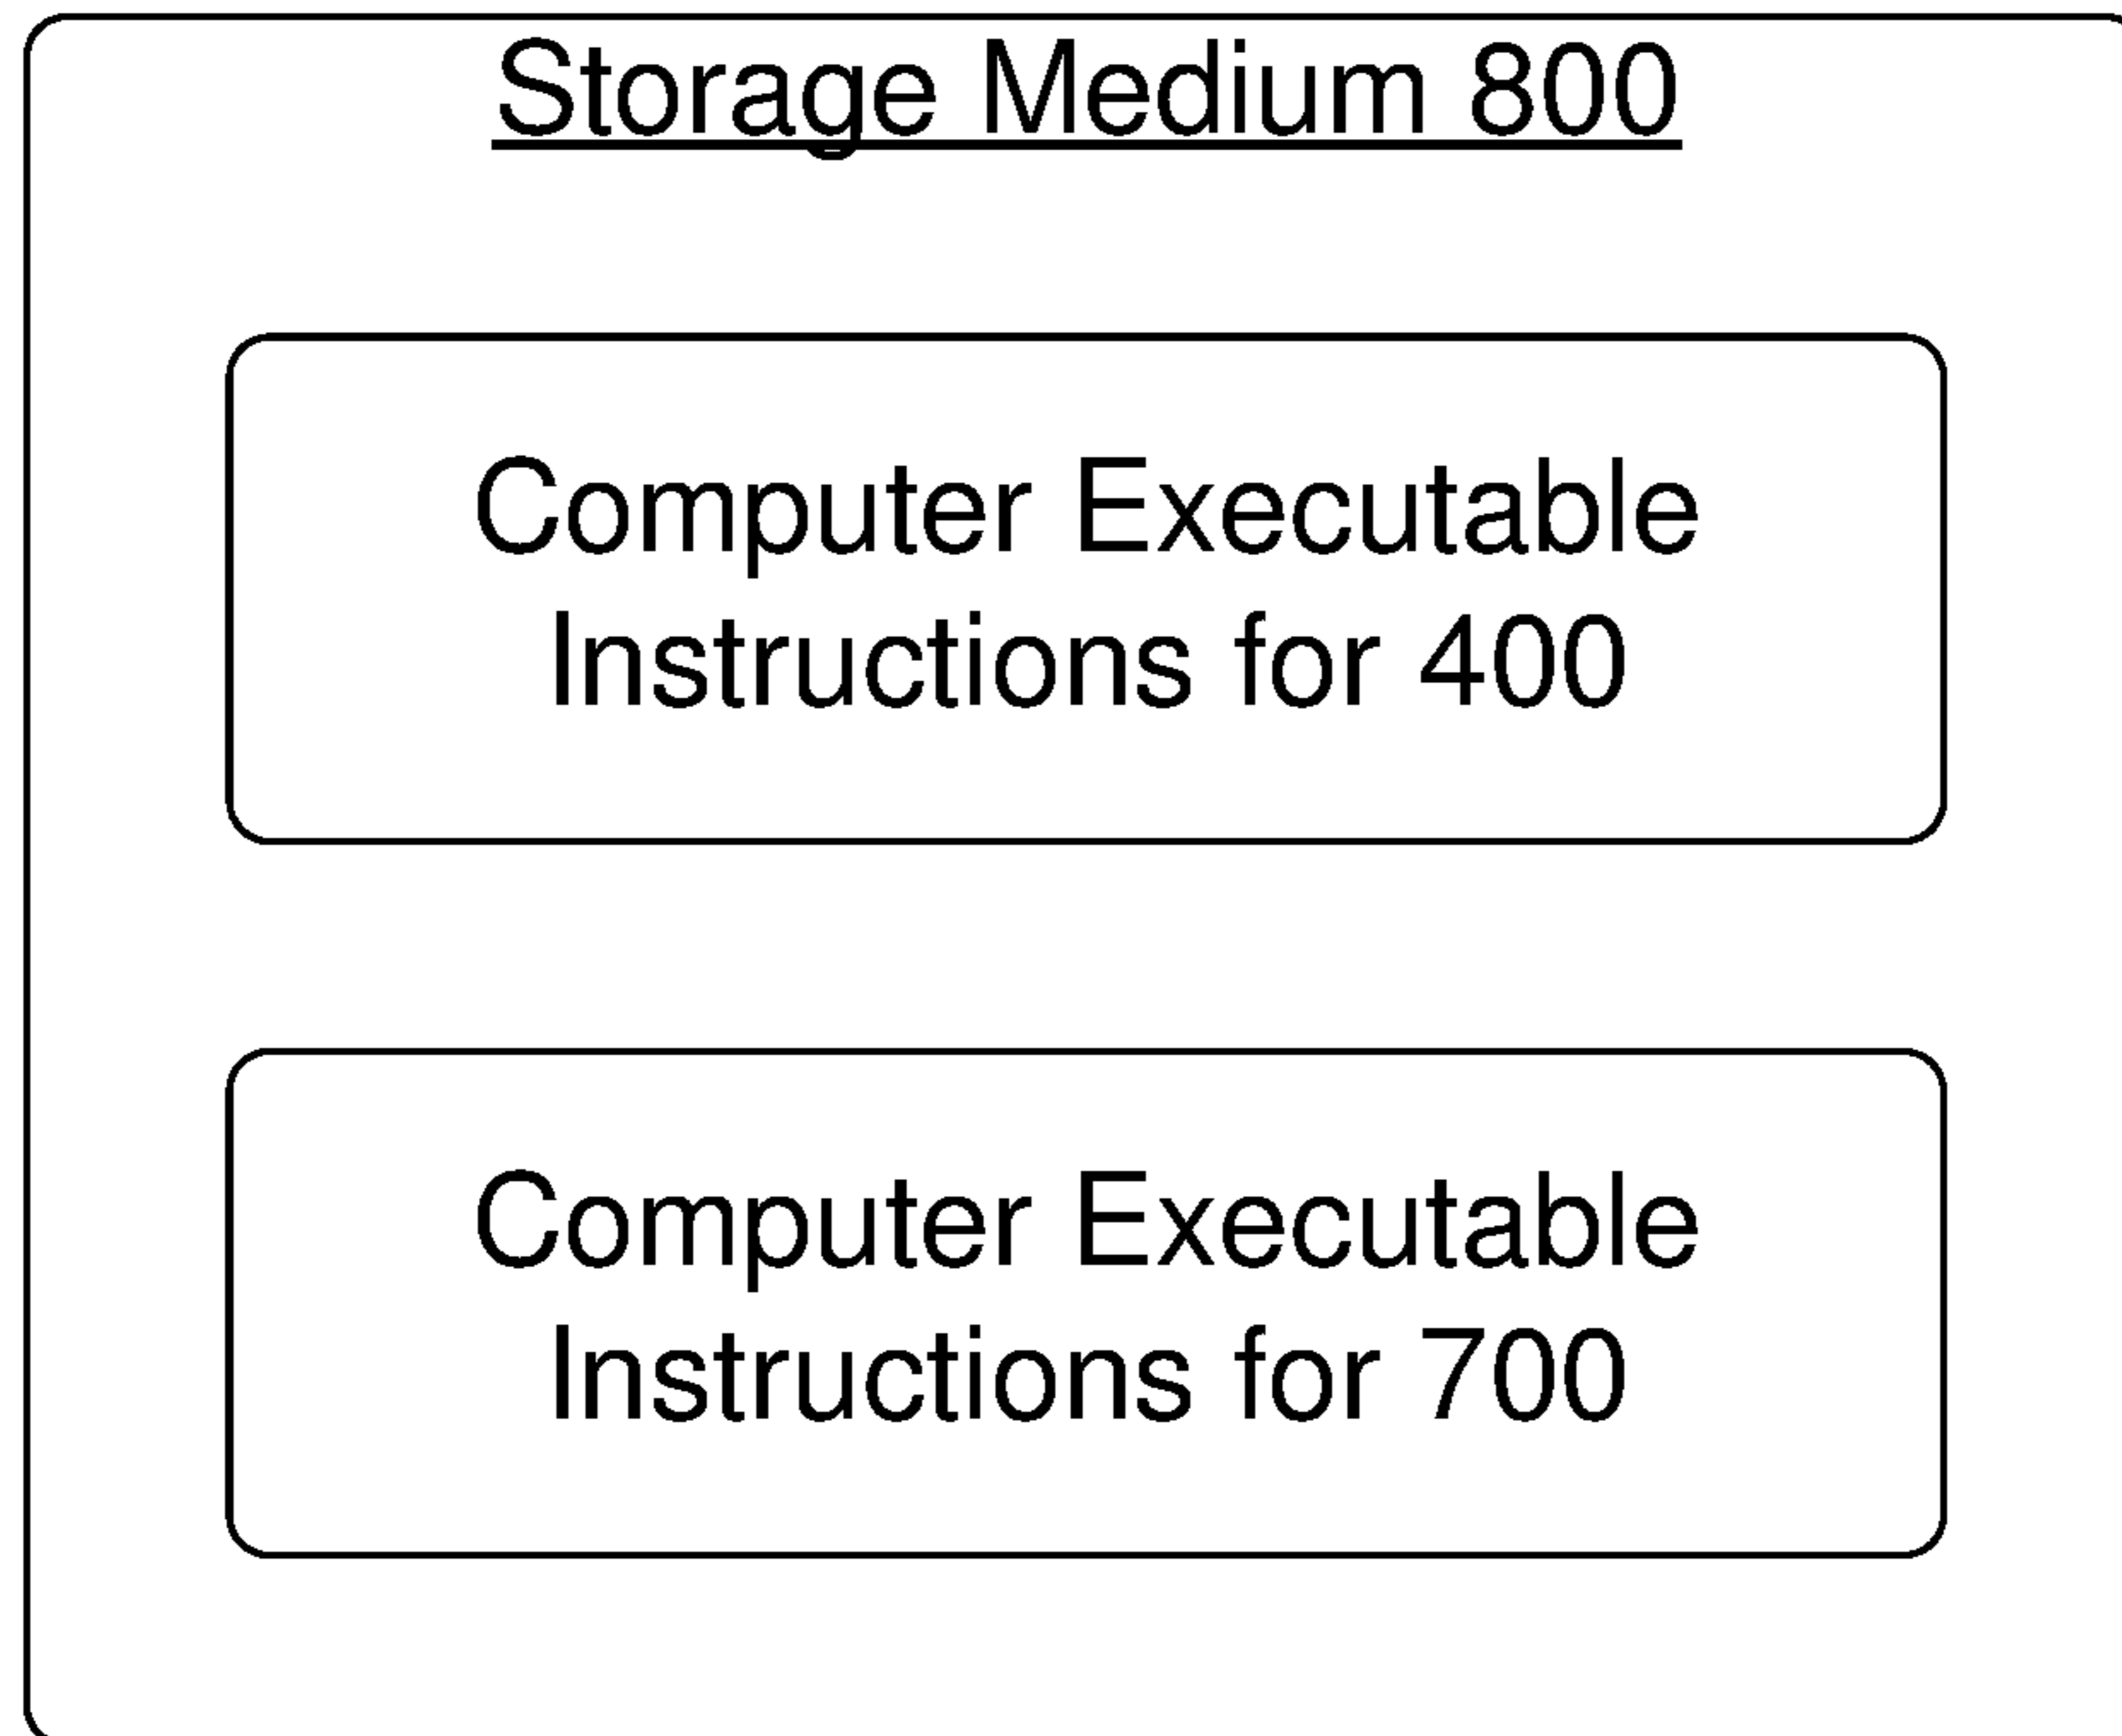 Storage Medium 800
Computer Executable
Instructions for 400
Computer Executable
Instructions for 700